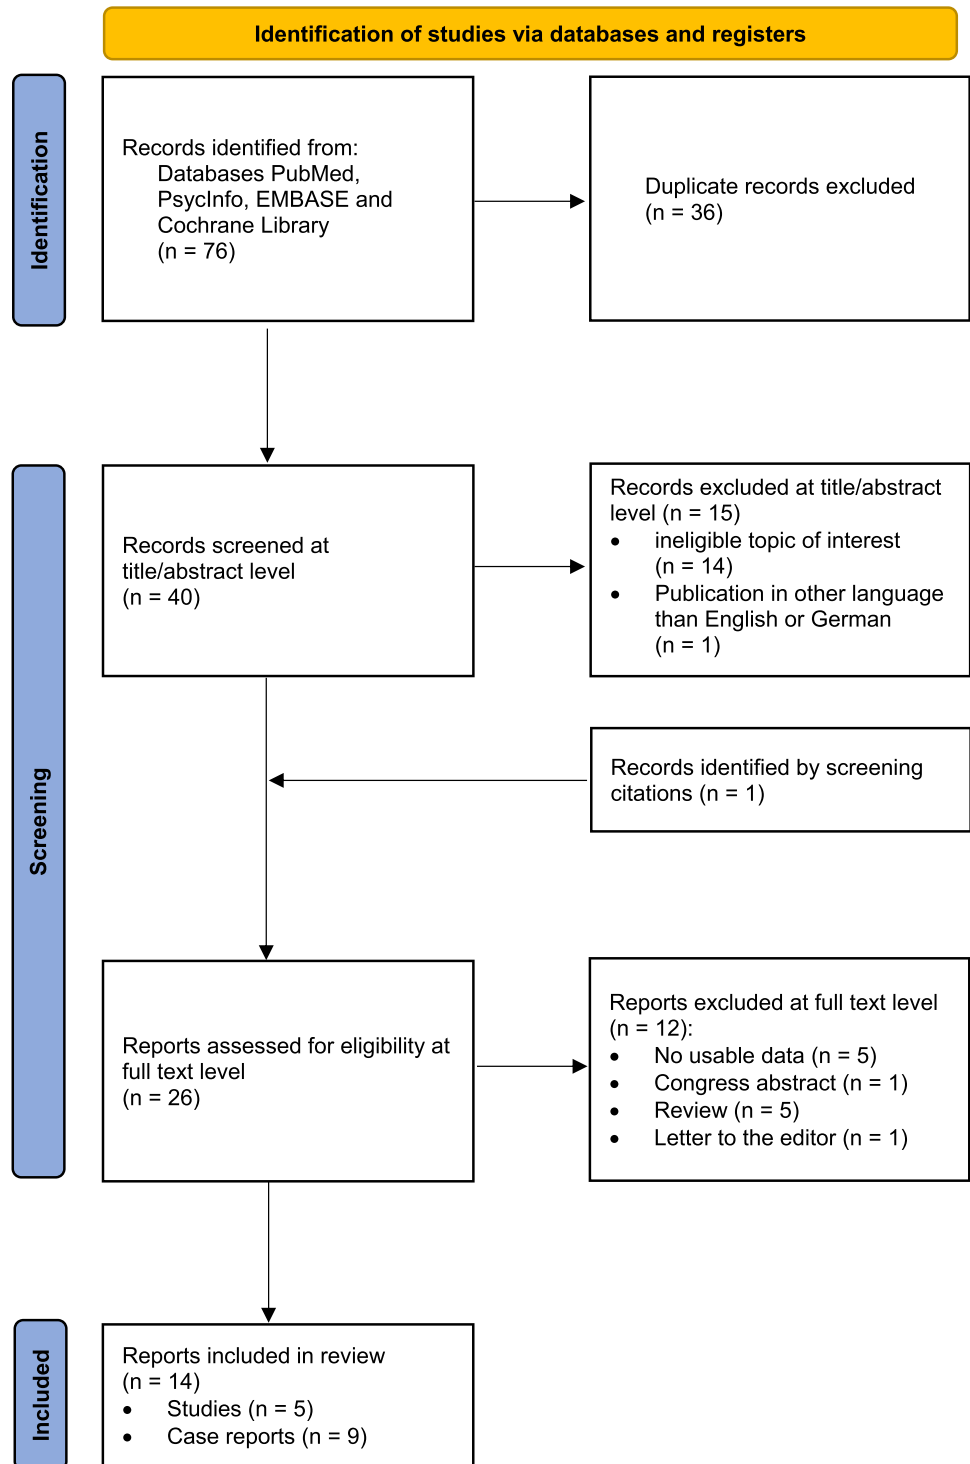 Identification of studies via databases and registers
Identification
Records identified from:
Databases PubMed,
PsycInfo, EMBASE and
Cochrane Library
(n = 76)
Duplicate records excluded
(n = 36)
Screening
Records screened at
title/abstract level
(n = 40)
Records excluded at title/abstract
level (n = 15)
• ineligible topic of interest
(n = 14)
• Publication in other language
than English or German
(n = 1)
Records identified by screening
citations (n = 1)
Reports assessed for eligibility at
full text level
(n = 26)
Reports excluded at full text level
(n = 12):
• No usable data (n = 5)
• Congress abstract (n = 1)
• Review (n = 5)
• Letter to the editor (n = 1)
Included
Reports included in review
(n = 14)
• Studies (n = 5)
• Case reports (n = 9)